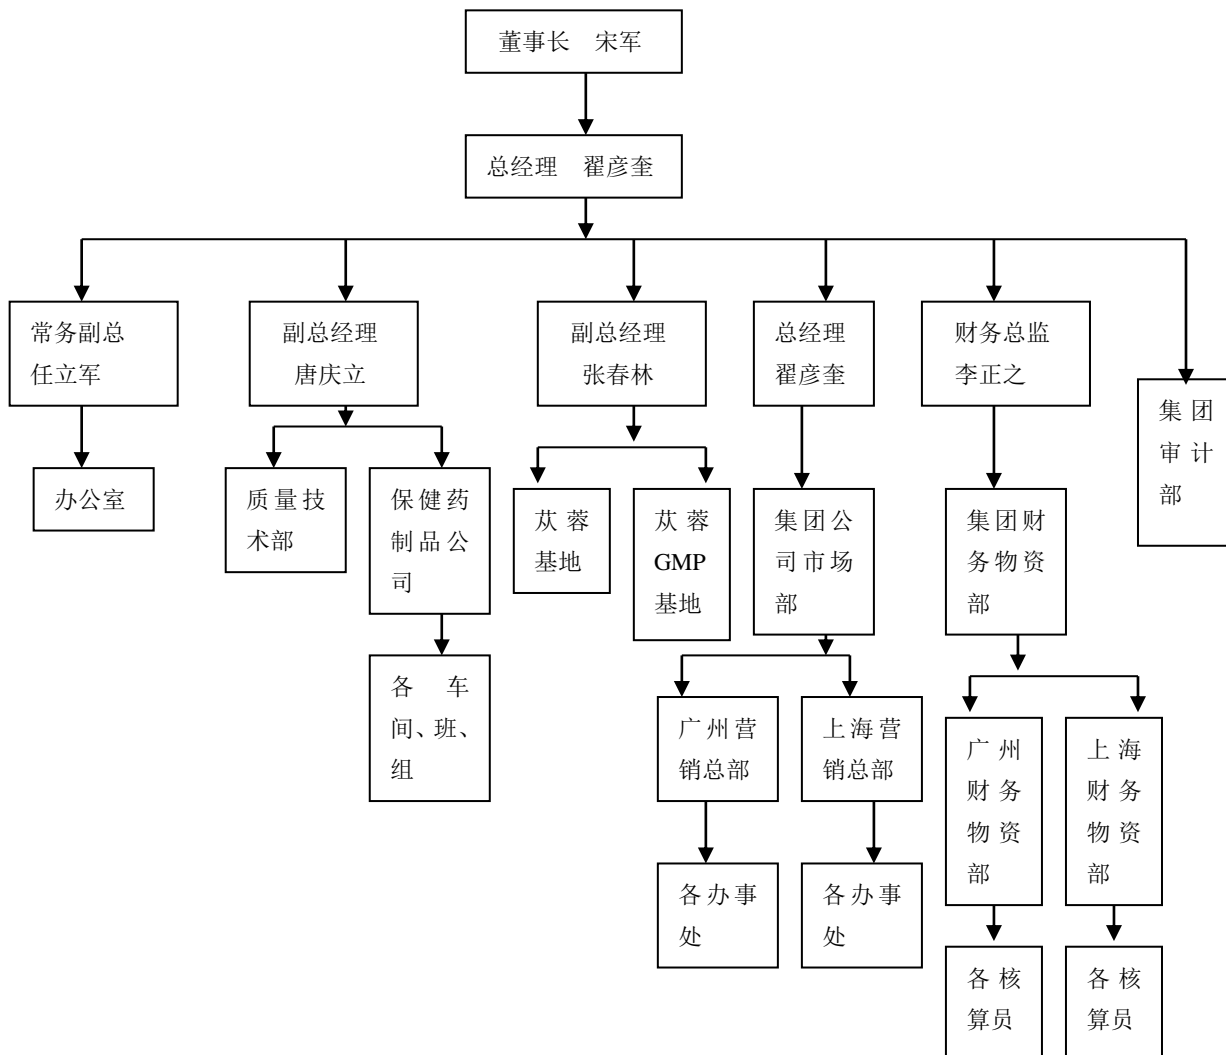 董事长 宋军
总经理 翟彦奎
常务副总
任立军
副总经理
唐庆立
副总经理
张春林
总经理
翟彦奎
财务总监
李正之
集团
审计
部
办公室
质量技
术部
保健药
制品公
司
苁蓉
基地
苁蓉
GMP
基地
集团公
司市场
部
集团财
务物资
部
各车
间、班、
组
广州营
销总部
上海营
销总部
广州
财务
物资
部
上海
财务
物资
部
各办事
处
各办事
处
各核
算员
各核
算员